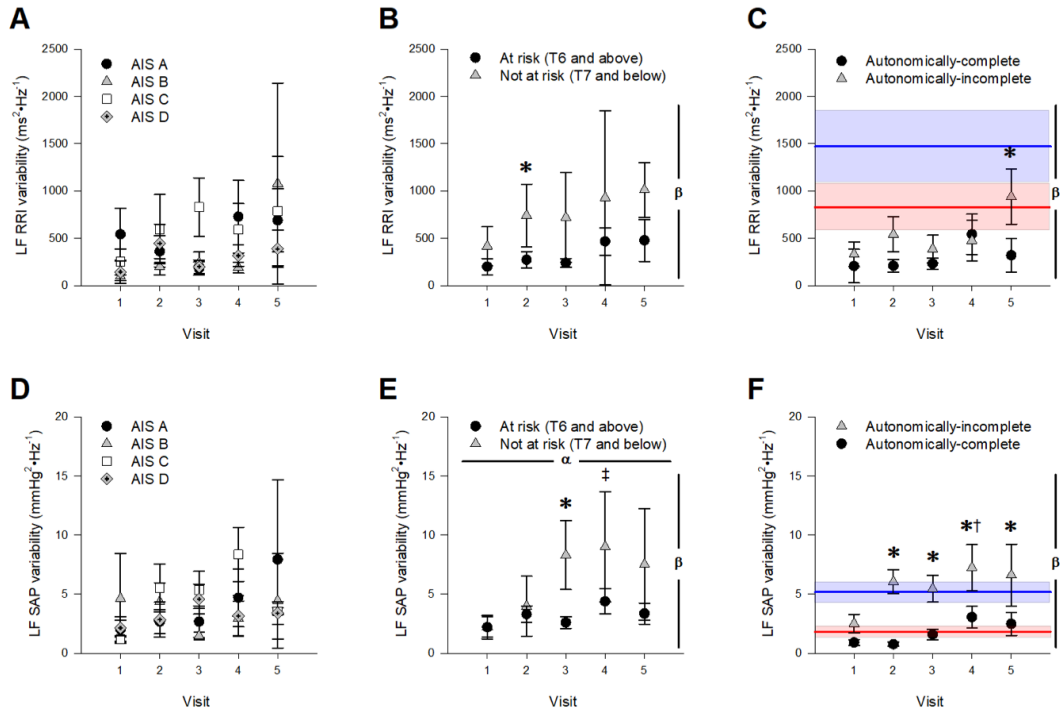 A
B
C
2500
2000
1500
1000
500
0
LF RRI variability (ms²•Hz⁻¹)
AIS A
AIS B
AIS C
AIS D
1 2 3 4 5
Visit
2500
2000
1500
1000
500
0
LF RRI variability (ms²•Hz⁻¹)
At risk (T6 and above)
Not at risk (T7 and below)
*
β
1 2 3 4 5
Visit
2500
2000
1500
1000
500
0
LF RRI variability (ms²•Hz⁻¹)
Autonomically-complete
Autonomically-incomplete
*
β
1 2 3 4 5
Visit
D
E
F
20
15
10
5
0
LF SAP variability (mmHg²•Hz⁻¹)
AIS A
AIS B
AIS C
AIS D
1 2 3 4 5
Visit
20
15
10
5
0
LF SAP variability (mmHg²•Hz⁻¹)
At risk (T6 and above)
Not at risk (T7 and below)
α
* ‡
β
1 2 3 4 5
Visit
20
15
10
5
0
LF SAP variability (mmHg²•Hz⁻¹)
Autonomically-incomplete
Autonomically-complete
* * *† *
β
1 2 3 4 5
Visit